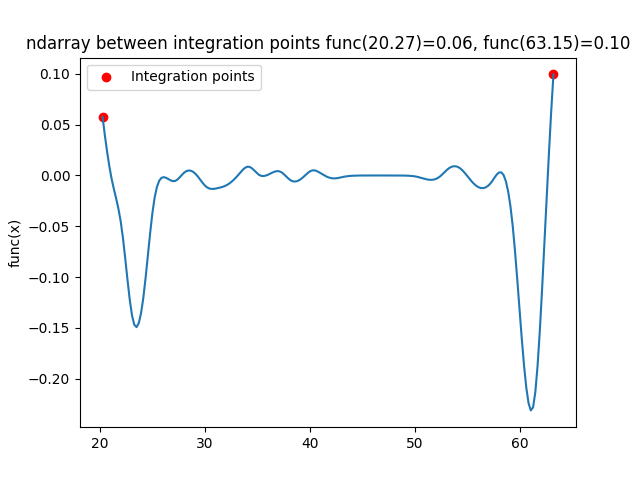 ndarray between integration points func(20.27)=0.06, func(63.15)=0.10
Integration points
0.10
0.05
0.00
−0.05
−0.10
−0.15
−0.20
func(x)
20 30 40 50 60